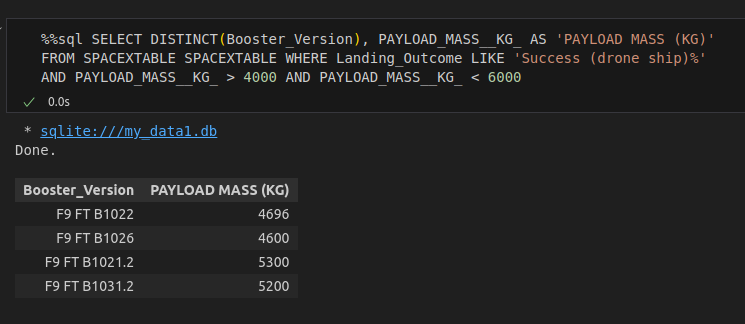 %%sql SELECT DISTINCT(Booster_Version), PAYLOAD_MASS__KG_ AS 'PAYLOAD MASS (KG)'
FROM SPACEXTABLE SPACEXTABLE WHERE Landing_Outcome LIKE 'Success (drone ship)%'
AND PAYLOAD_MASS__KG_ > 4000 AND PAYLOAD_MASS__KG_ < 6000
0.0s
* sqlite:///my_data1.db
Done.
Booster_Version PAYLOAD MASS (KG)
F9 FT B1022 4696
F9 FT B1026 4600
F9 FT B1021.2 5300
F9 FT B1031.2 5200